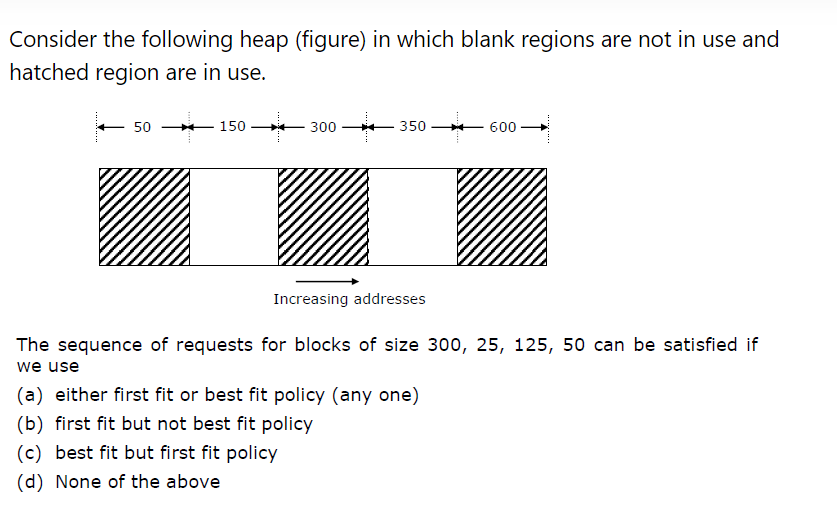 Consider the following heap (figure) in which blank regions are not in use and
hatched region are in use.
50 150 300 350 600
Increasing addresses
The sequence of requests for blocks of size 300, 25, 125, 50 can be satisfied if
we use
(a) either first fit or best fit policy (any one)
(b) first fit but not best fit policy
(c) best fit but first fit policy
(d) None of the above